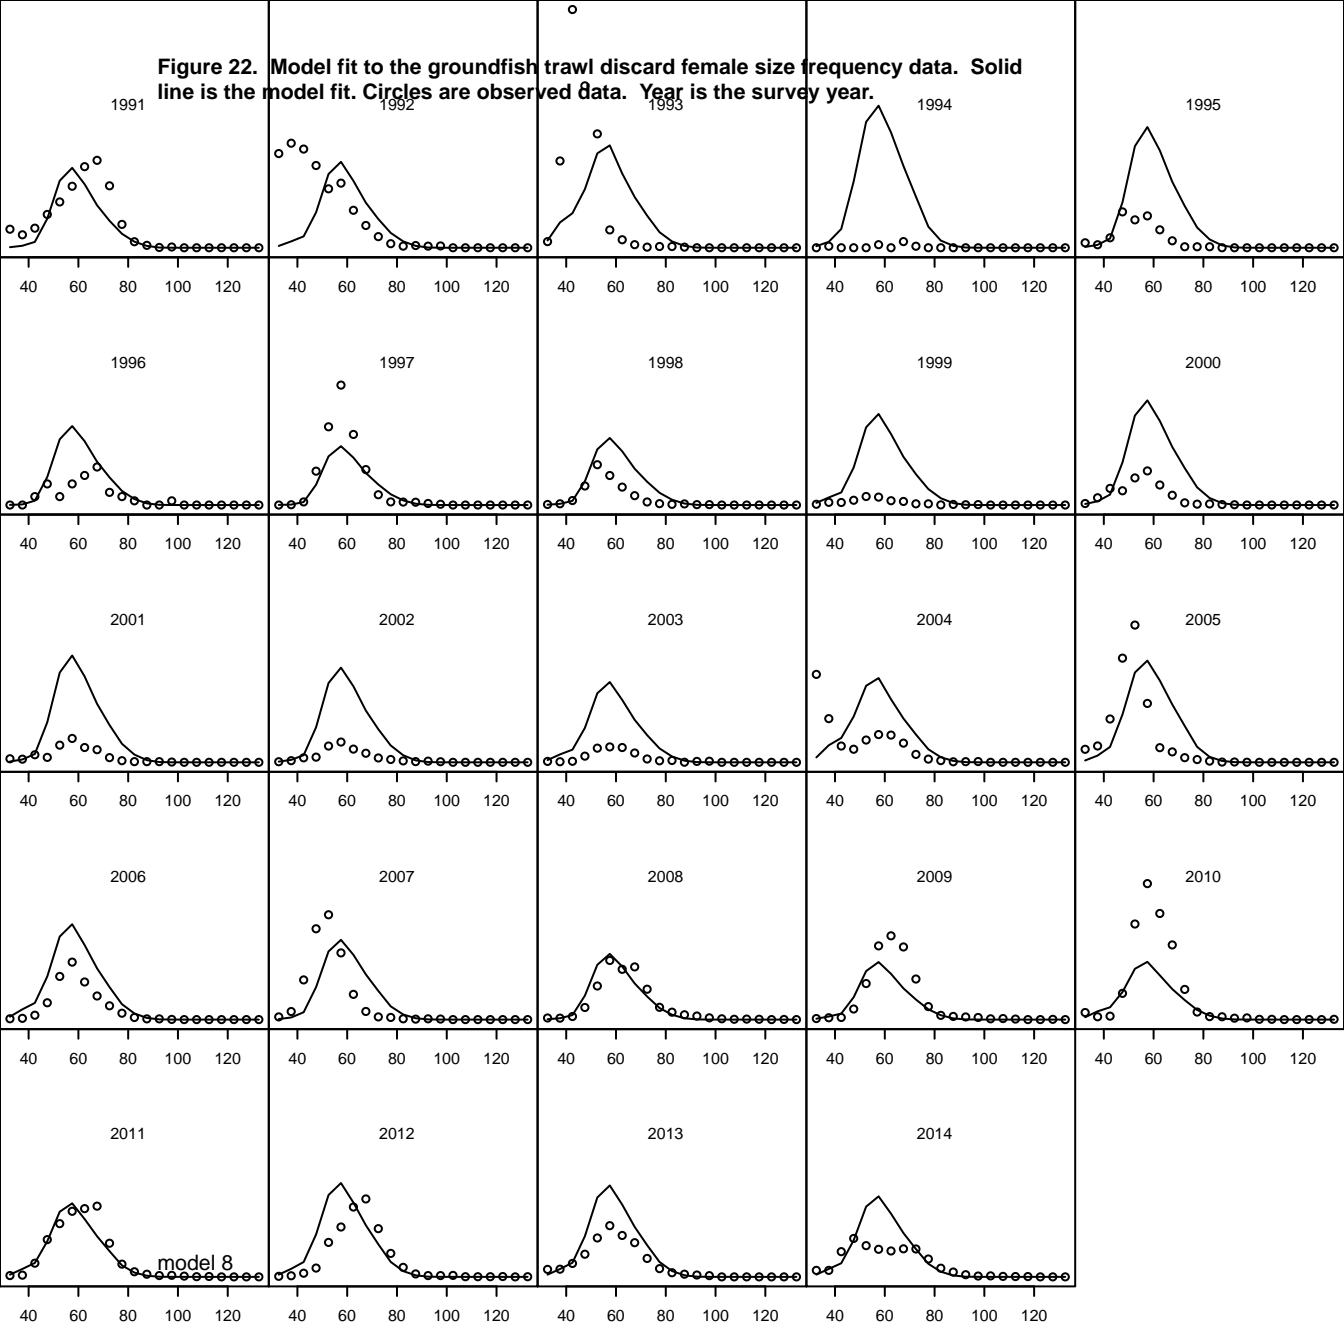 Figure 22. Model fit to the groundfish trawl discard female size frequency data. Solid
line is the model fit. Circles are observed data. Year is the survey year.
1991 1992 1993 1994 1995
40 60 80 100 120 40 60 80 100 120 40 60 80 100 120 40 60 80 100 120 40 60 80 100 120
1996 1997 1998 1999 2000
40 60 80 100 120 40 60 80 100 120 40 60 80 100 120 40 60 80 100 120 40 60 80 100 120
2001 2002 2003 2004 2005
40 60 80 100 120 40 60 80 100 120 40 60 80 100 120 40 60 80 100 120 40 60 80 100 120
2006 2007 2008 2009 2010
40 60 80 100 120 40 60 80 100 120 40 60 80 100 120 40 60 80 100 120 40 60 80 100 120
2011 2012 2013 2014
model 8
40 60 80 100 120 40 60 80 100 120 40 60 80 100 120 40 60 80 100 120